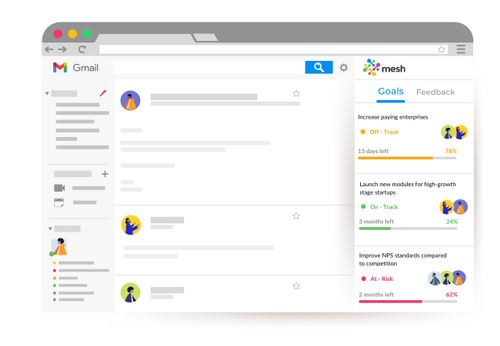 Gmail
mesh
Goals Feedback
Increase paying enterprises
Off - Track
15 days left 78%
Launch new modules for high-growth
stage startups
On - Track
3 months left 24%
Improve NPS standards compared
to competition
At - Risk
2 months left 62%